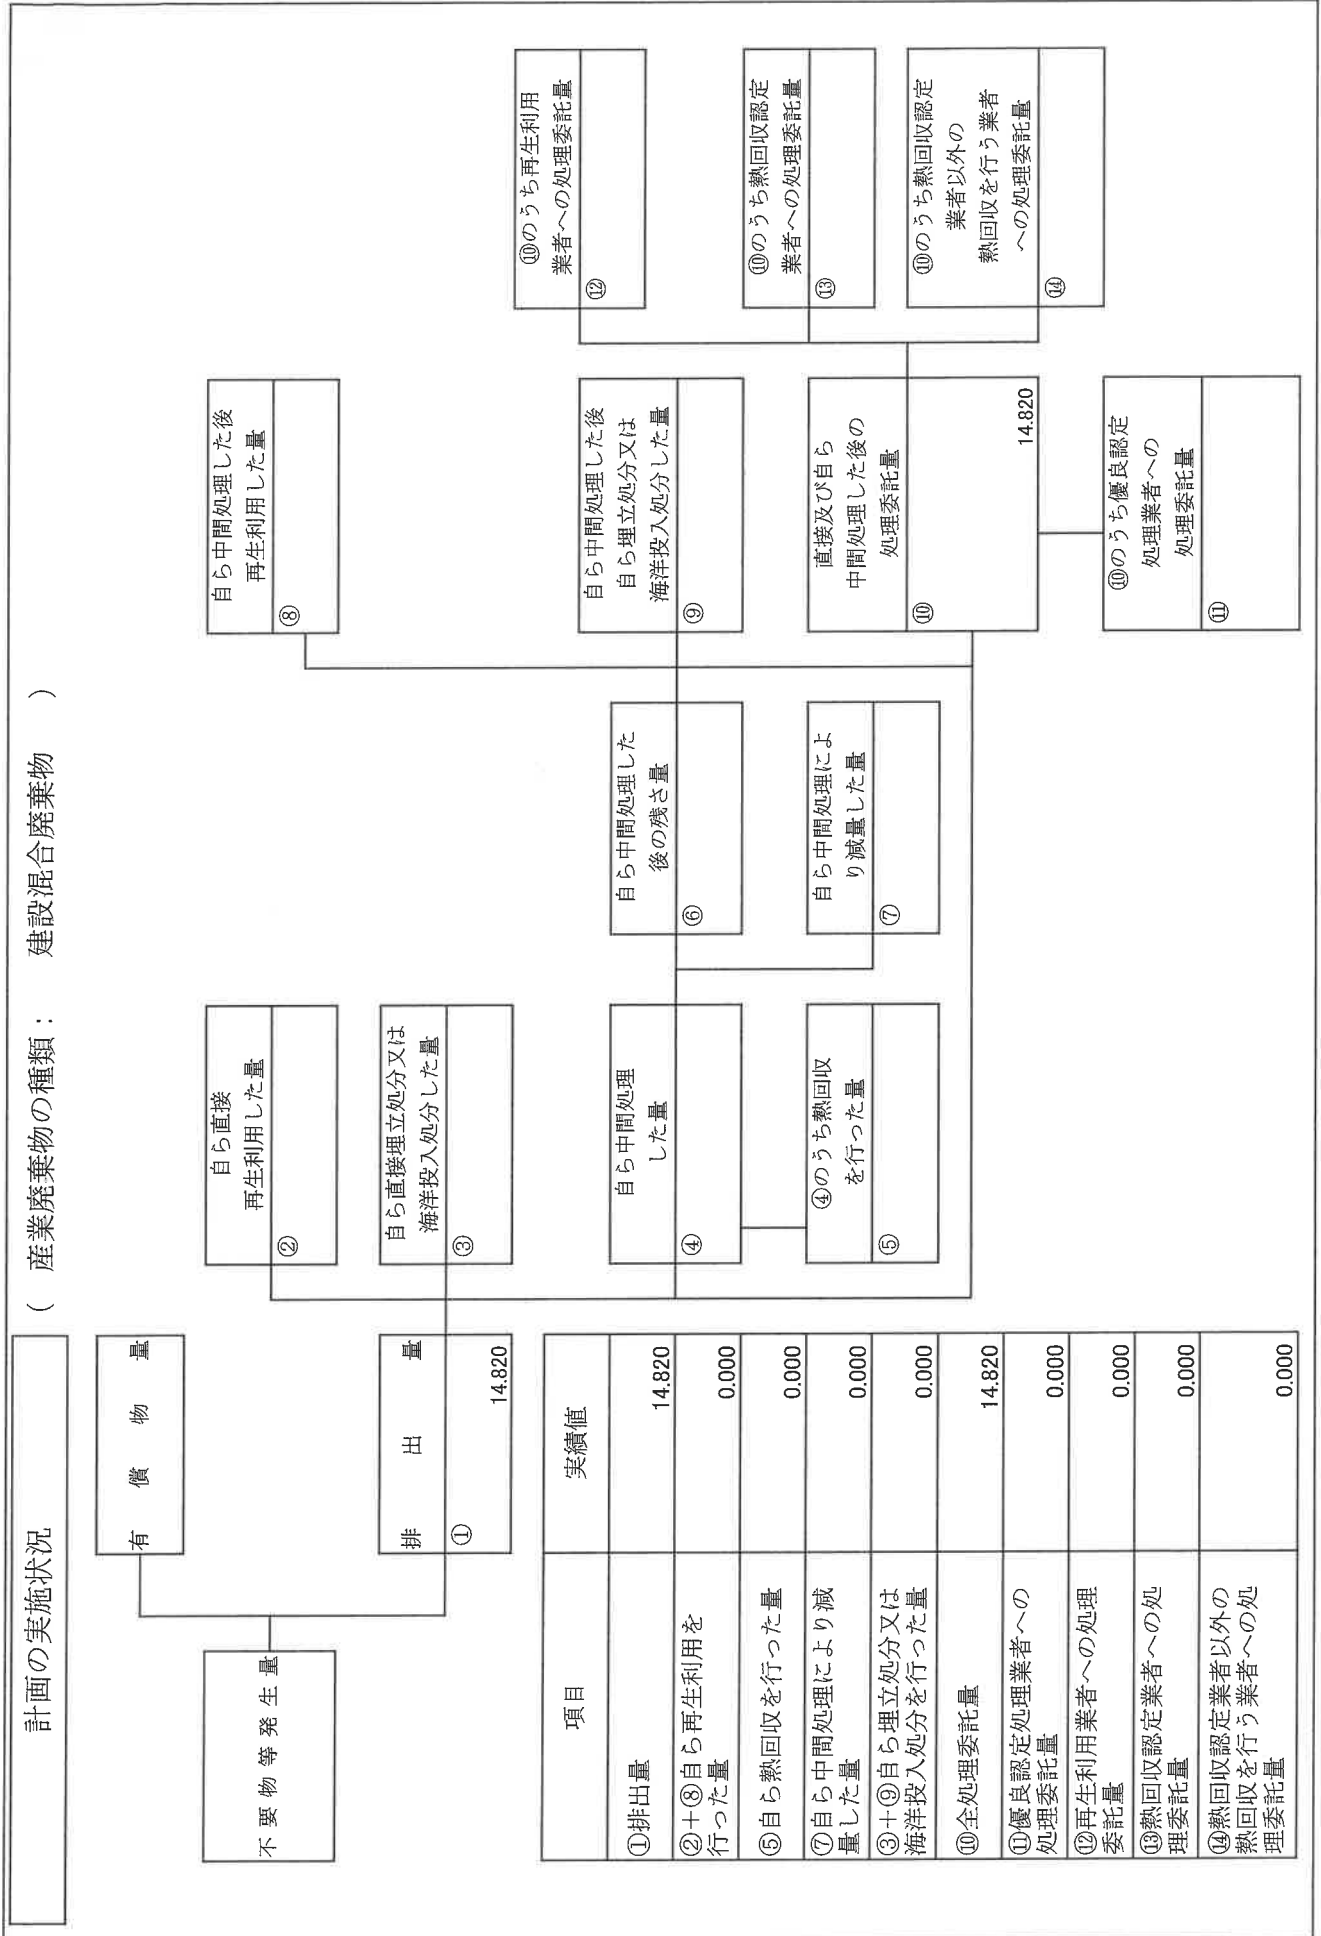 計画の実施状況
( 産業廃棄物の種類： 建設混合廃棄物 )
不要物等発生量
有償物量
排出量
①
14.820
自ら直接
再生利用した量
②
自ら直接埋立処分又は
海洋投入処分した量
③
自ら中間処理
した量
④
④のうち熱回収
を行った量
⑤
自ら中間処理した
後の残さ量
⑥
自ら中間処理によ
り減量した量
⑦
自ら中間処理した後
再生利用した量
⑧
自ら中間処理した後
自ら埋立処分又は
海洋投入処分した量
⑨
直接及び自ら
中間処理した後の
処理委託量
⑩
14.820
⑩のうち優良認定
処理業者への
処理委託量
⑪
⑩のうち再生利用
業者への処理委託量
⑫
⑩のうち熱回収認定
業者への処理委託量
⑬
⑩のうち熱回収認定
業者以外の
熱回収を行う業者
への処理委託量
⑭
項目 実績値
①排出量 14.820
②＋⑧自ら再生利用を
行った量 0.000
⑤自ら熱回収を行った量 0.000
⑦自ら中間処理により減
量した量 0.000
③＋⑨自ら埋立処分又は
海洋投入処分を行った量 0.000
⑩全処理委託量 14.820
⑪優良認定処理業者への
処理委託量 0.000
⑫再生利用業者への処理
委託量 0.000
⑬熱回収認定業者への処
理委託量 0.000
⑭熱回収認定業者以外の
熱回収を行う業者への処
理委託量 0.000